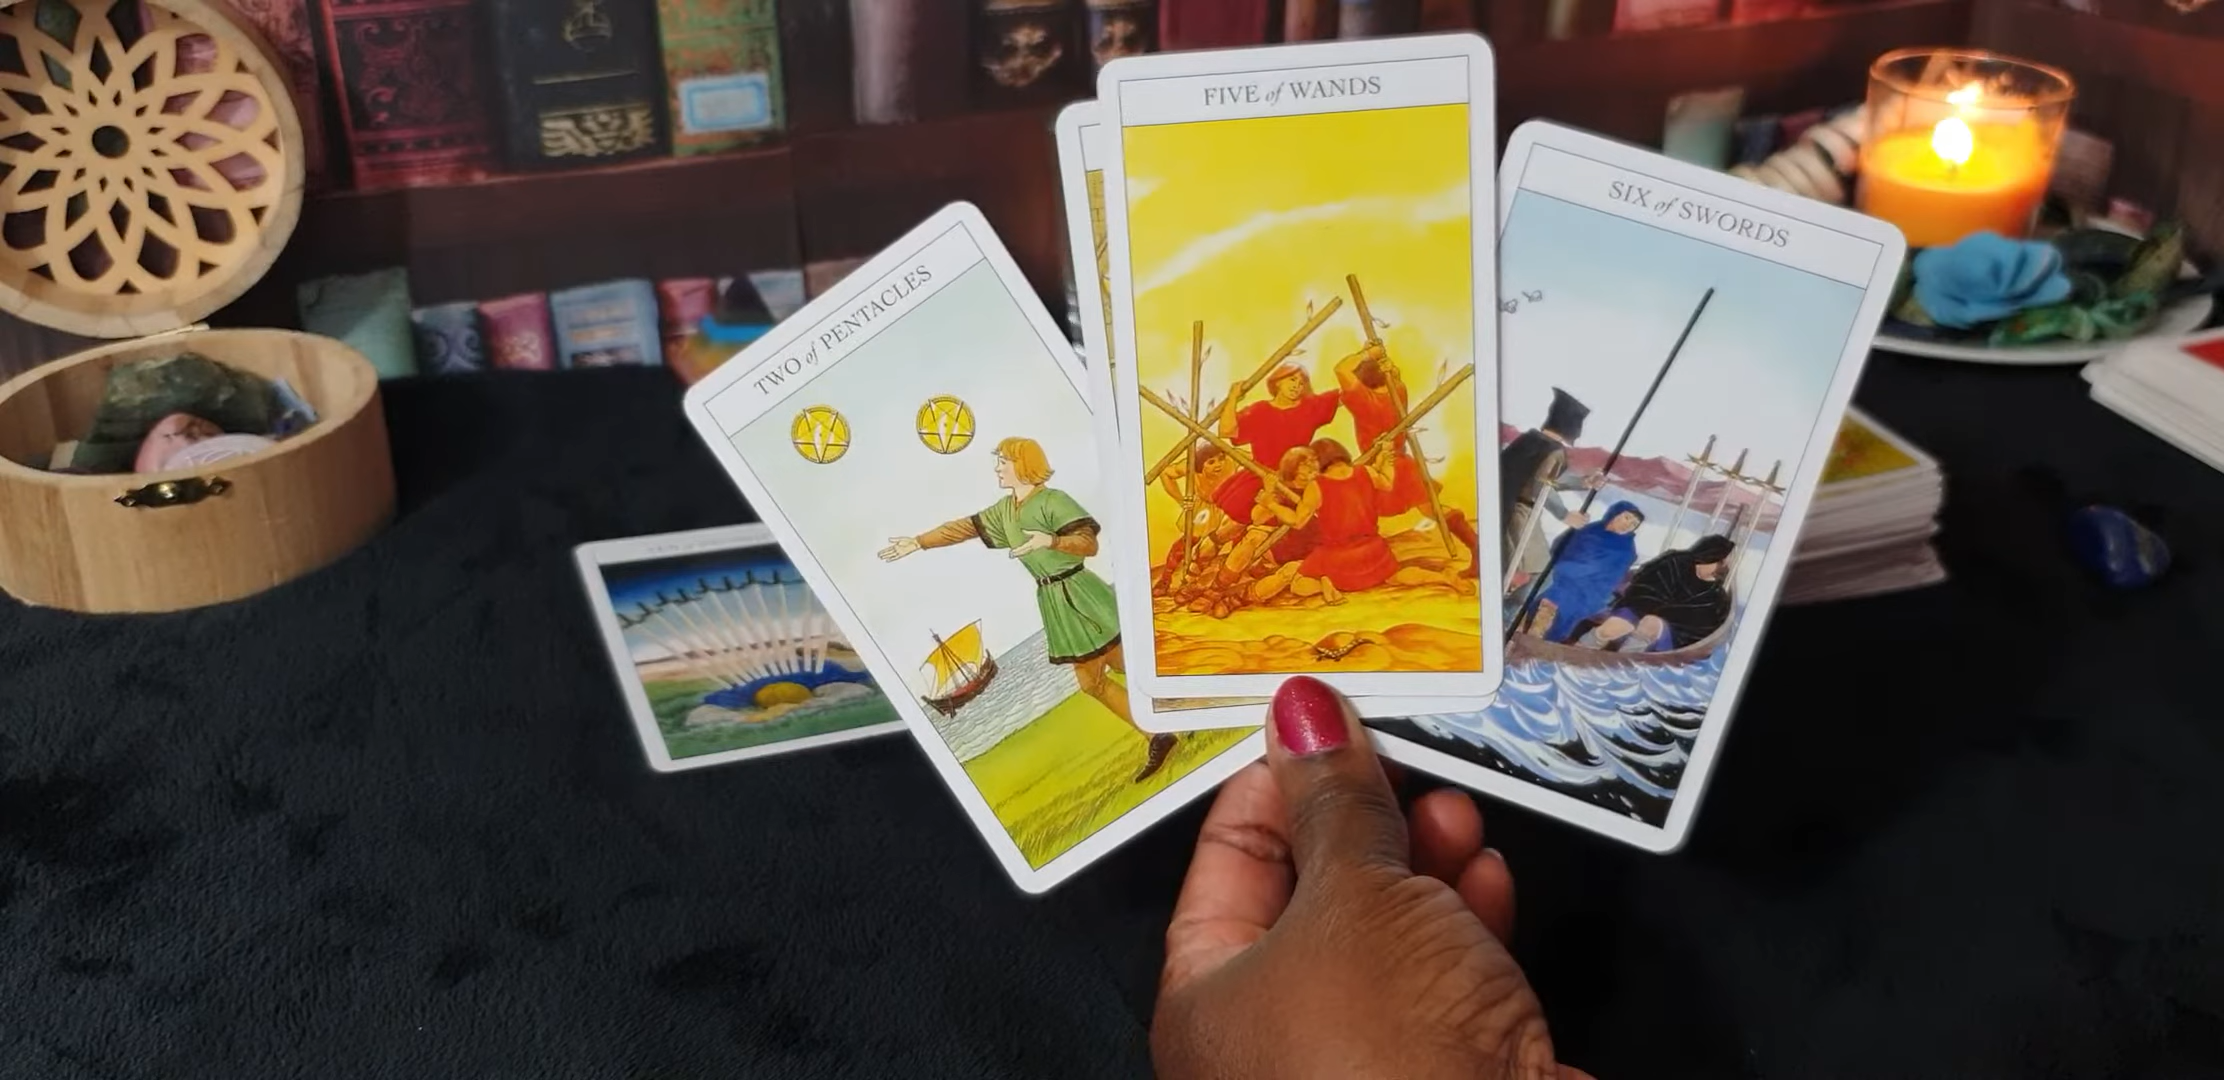 TWO of PENTACLES
FIVE of WANDS
SIX of SWORDS